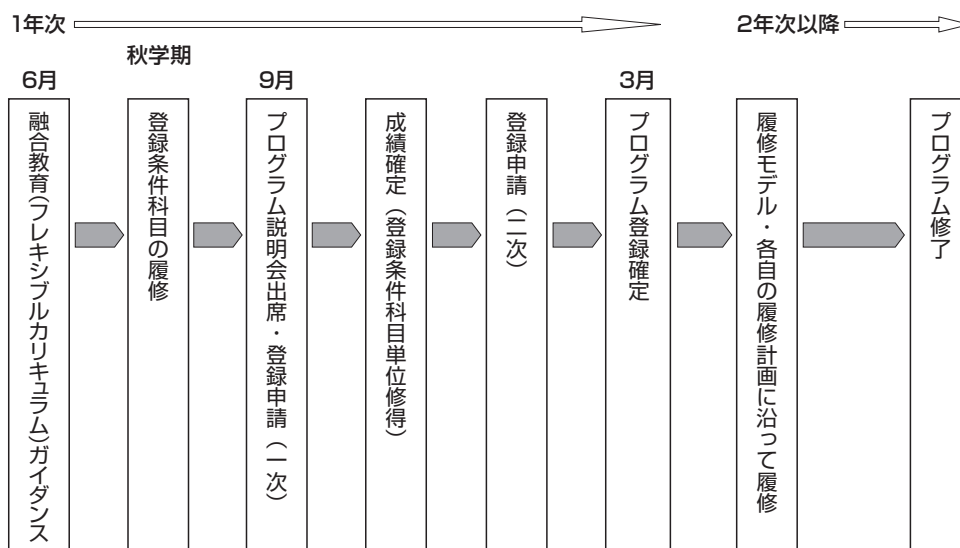 1年次
2年次以降
秋学期
6月
9月
3月
融合教育(フレキシブルカリキュラム)ガイダンス
登録条件科目の履修
プログラム説明会出席・登録申請(一次)
成績確定(登録条件科目単位修得)
登録申請(二次)
プログラム登録確定
履修モデル・各自の履修計画に沿って履修
プログラム修了